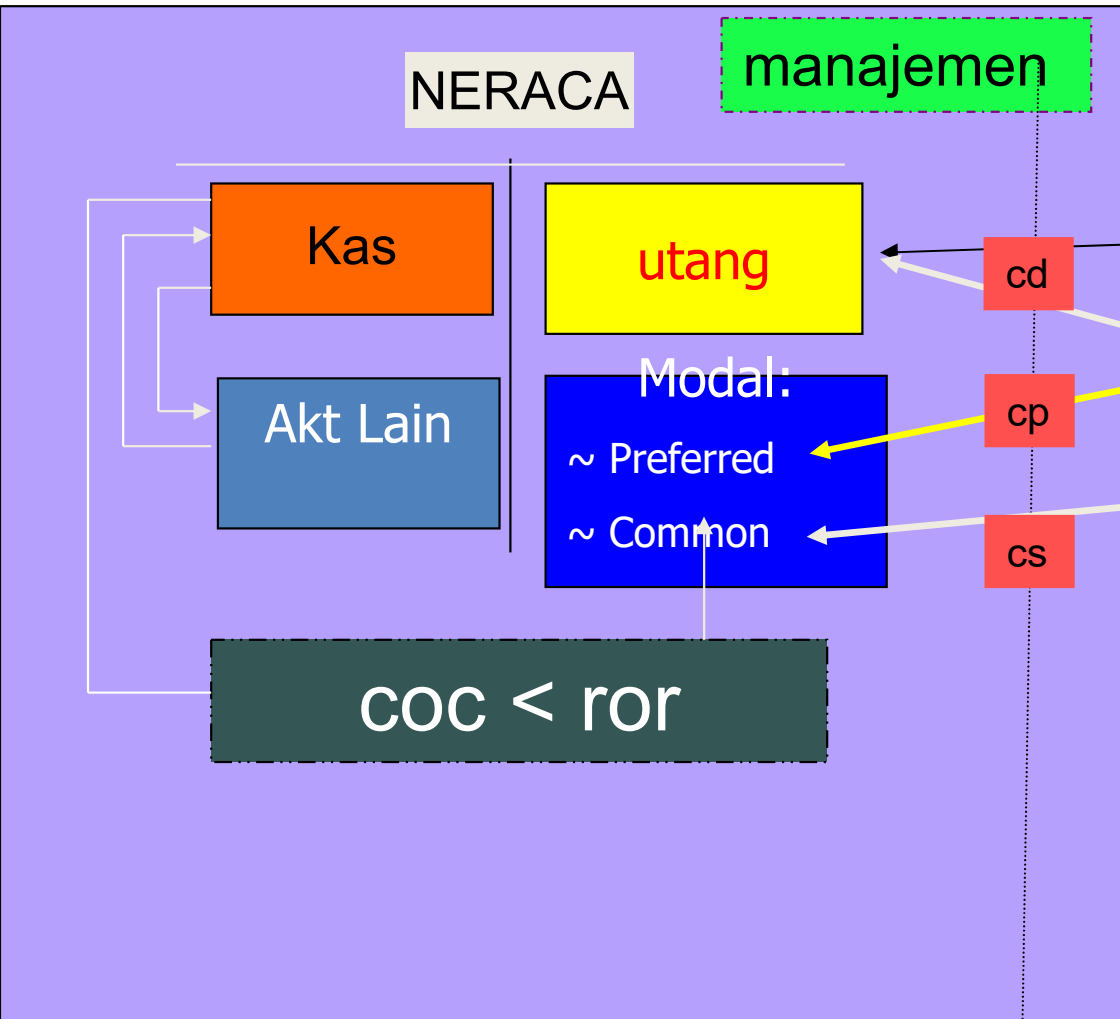 manajemen
NERACA
Kas
utang
cd
Akt Lain
Modal:
~ Preferred
cp
~ Common
cs
coc < ror